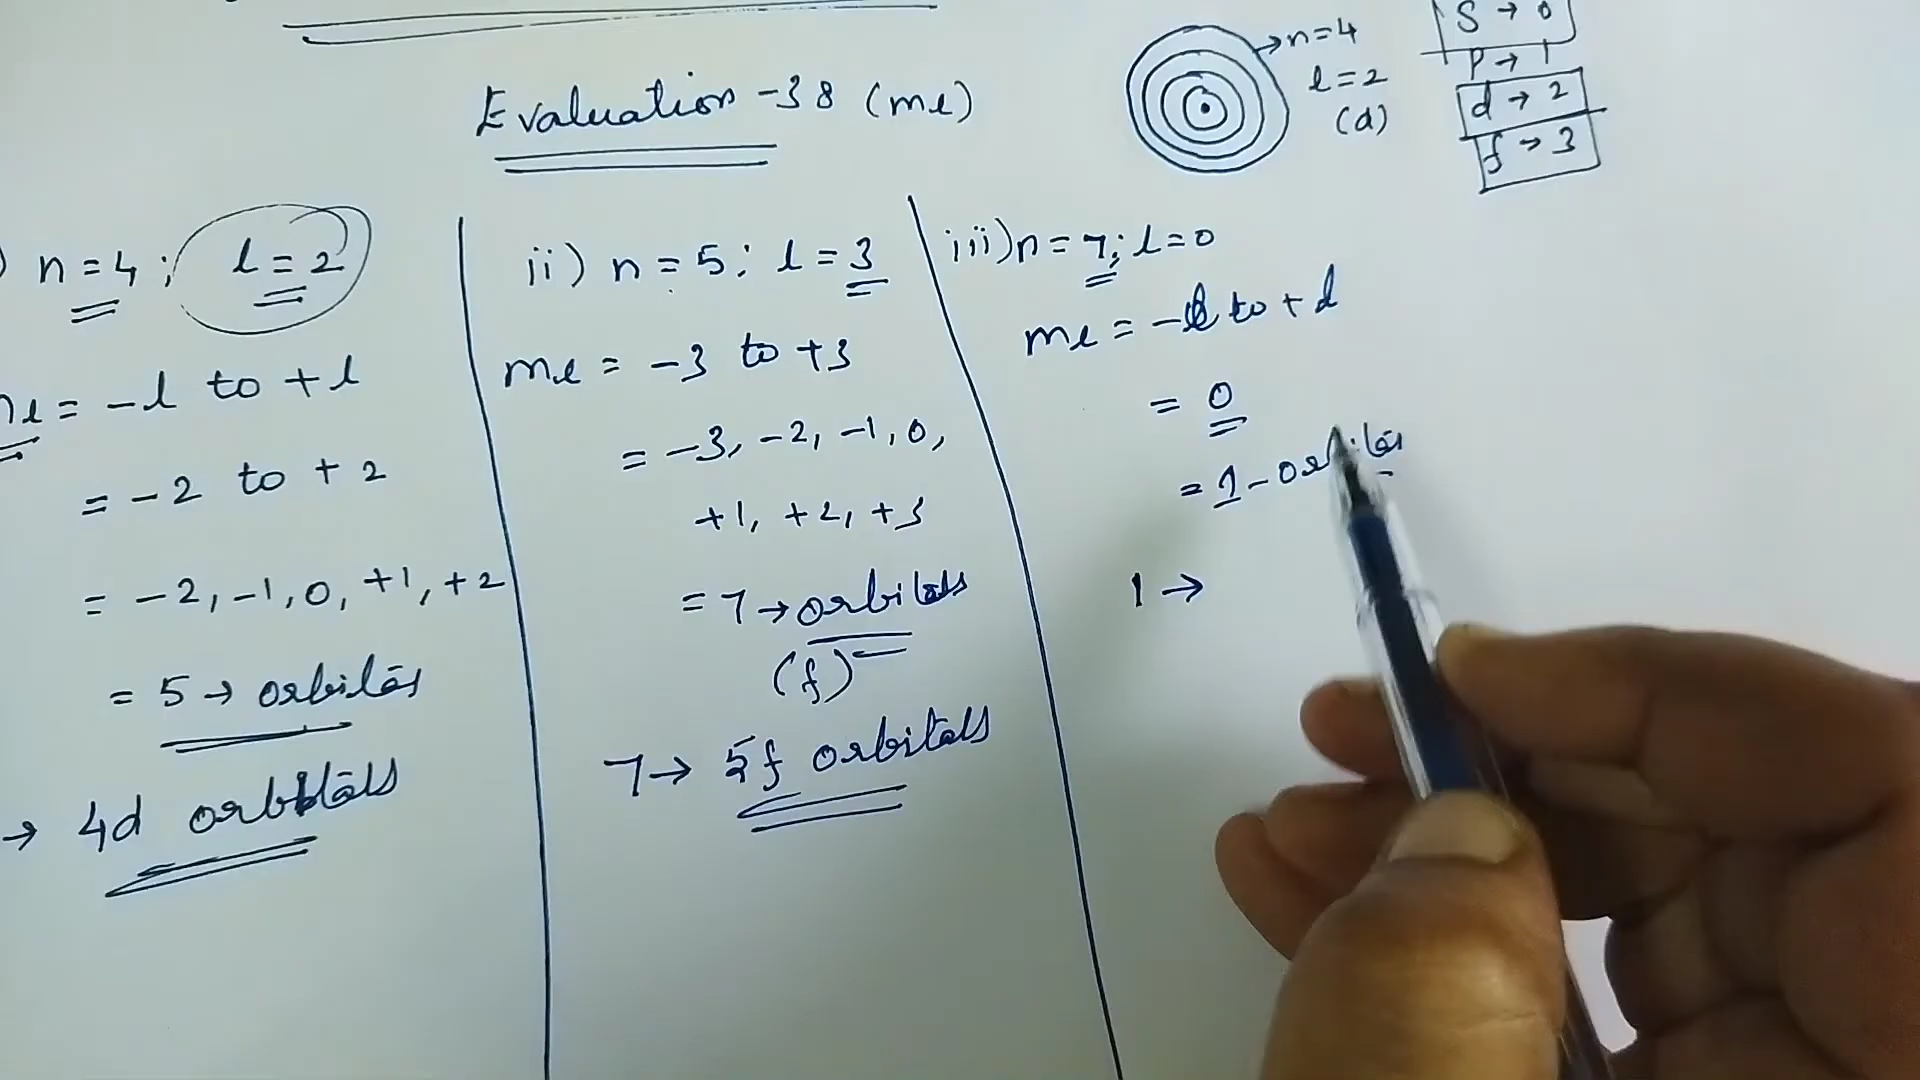 Evaluation-38 (ml)
→n=4
l=2
(d)
S → 0
P → 1
d → 2
f → 3
) n=4; l=2
ml = -l to +l
= -2 to +2
= -2, -1, 0, +1, +2
= 5 → orbitals
→ 4d orbitals
ii) n = 5; l = 3
ml = -3 to +3
= -3, -2, -1, 0,
+1, +2, +3
= 7 → orbitals
(f)
7 → 5f orbitals
iii) n = 7; l=0
ml = -l to +l
= 0
= 1 -
1 →